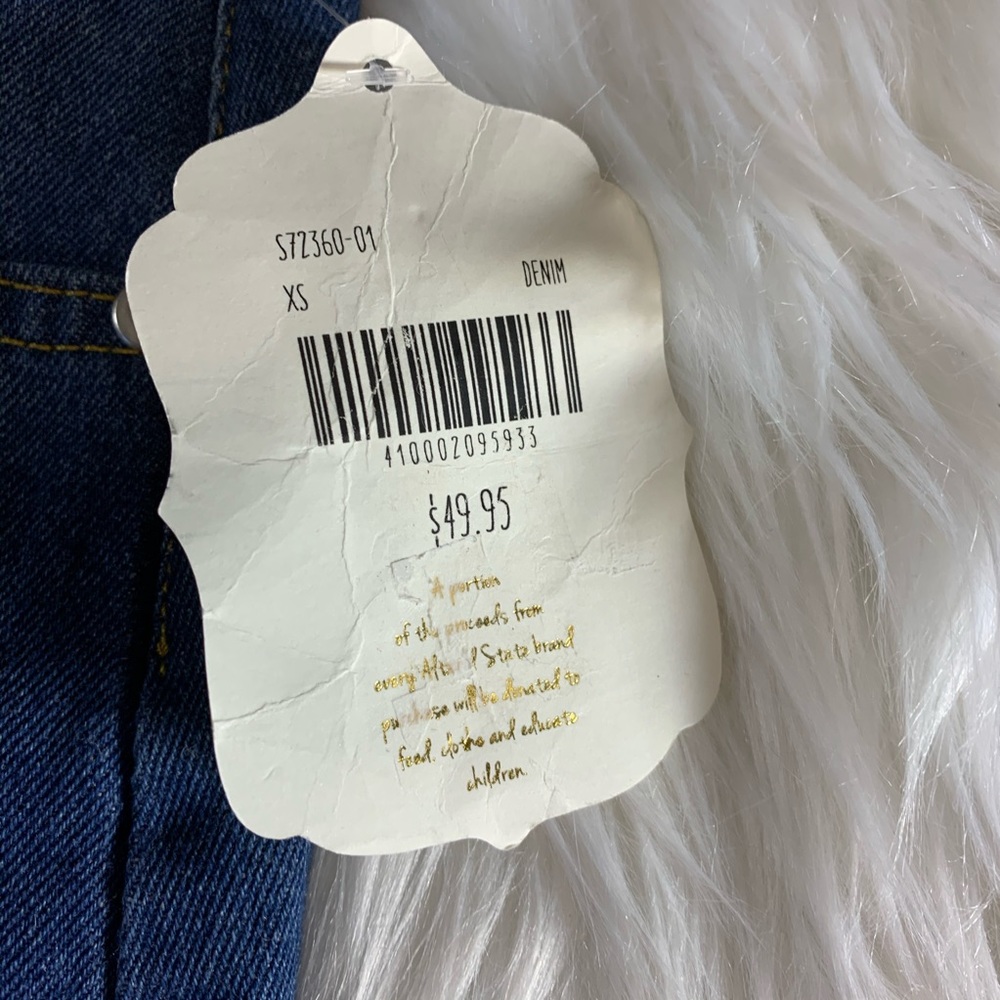 S72360-01
XS DENIM
410002095933
$49.95
A portion
of the proceeds from
every Alta State brand
purchase will be donated to
feed, clothe and educate
children.